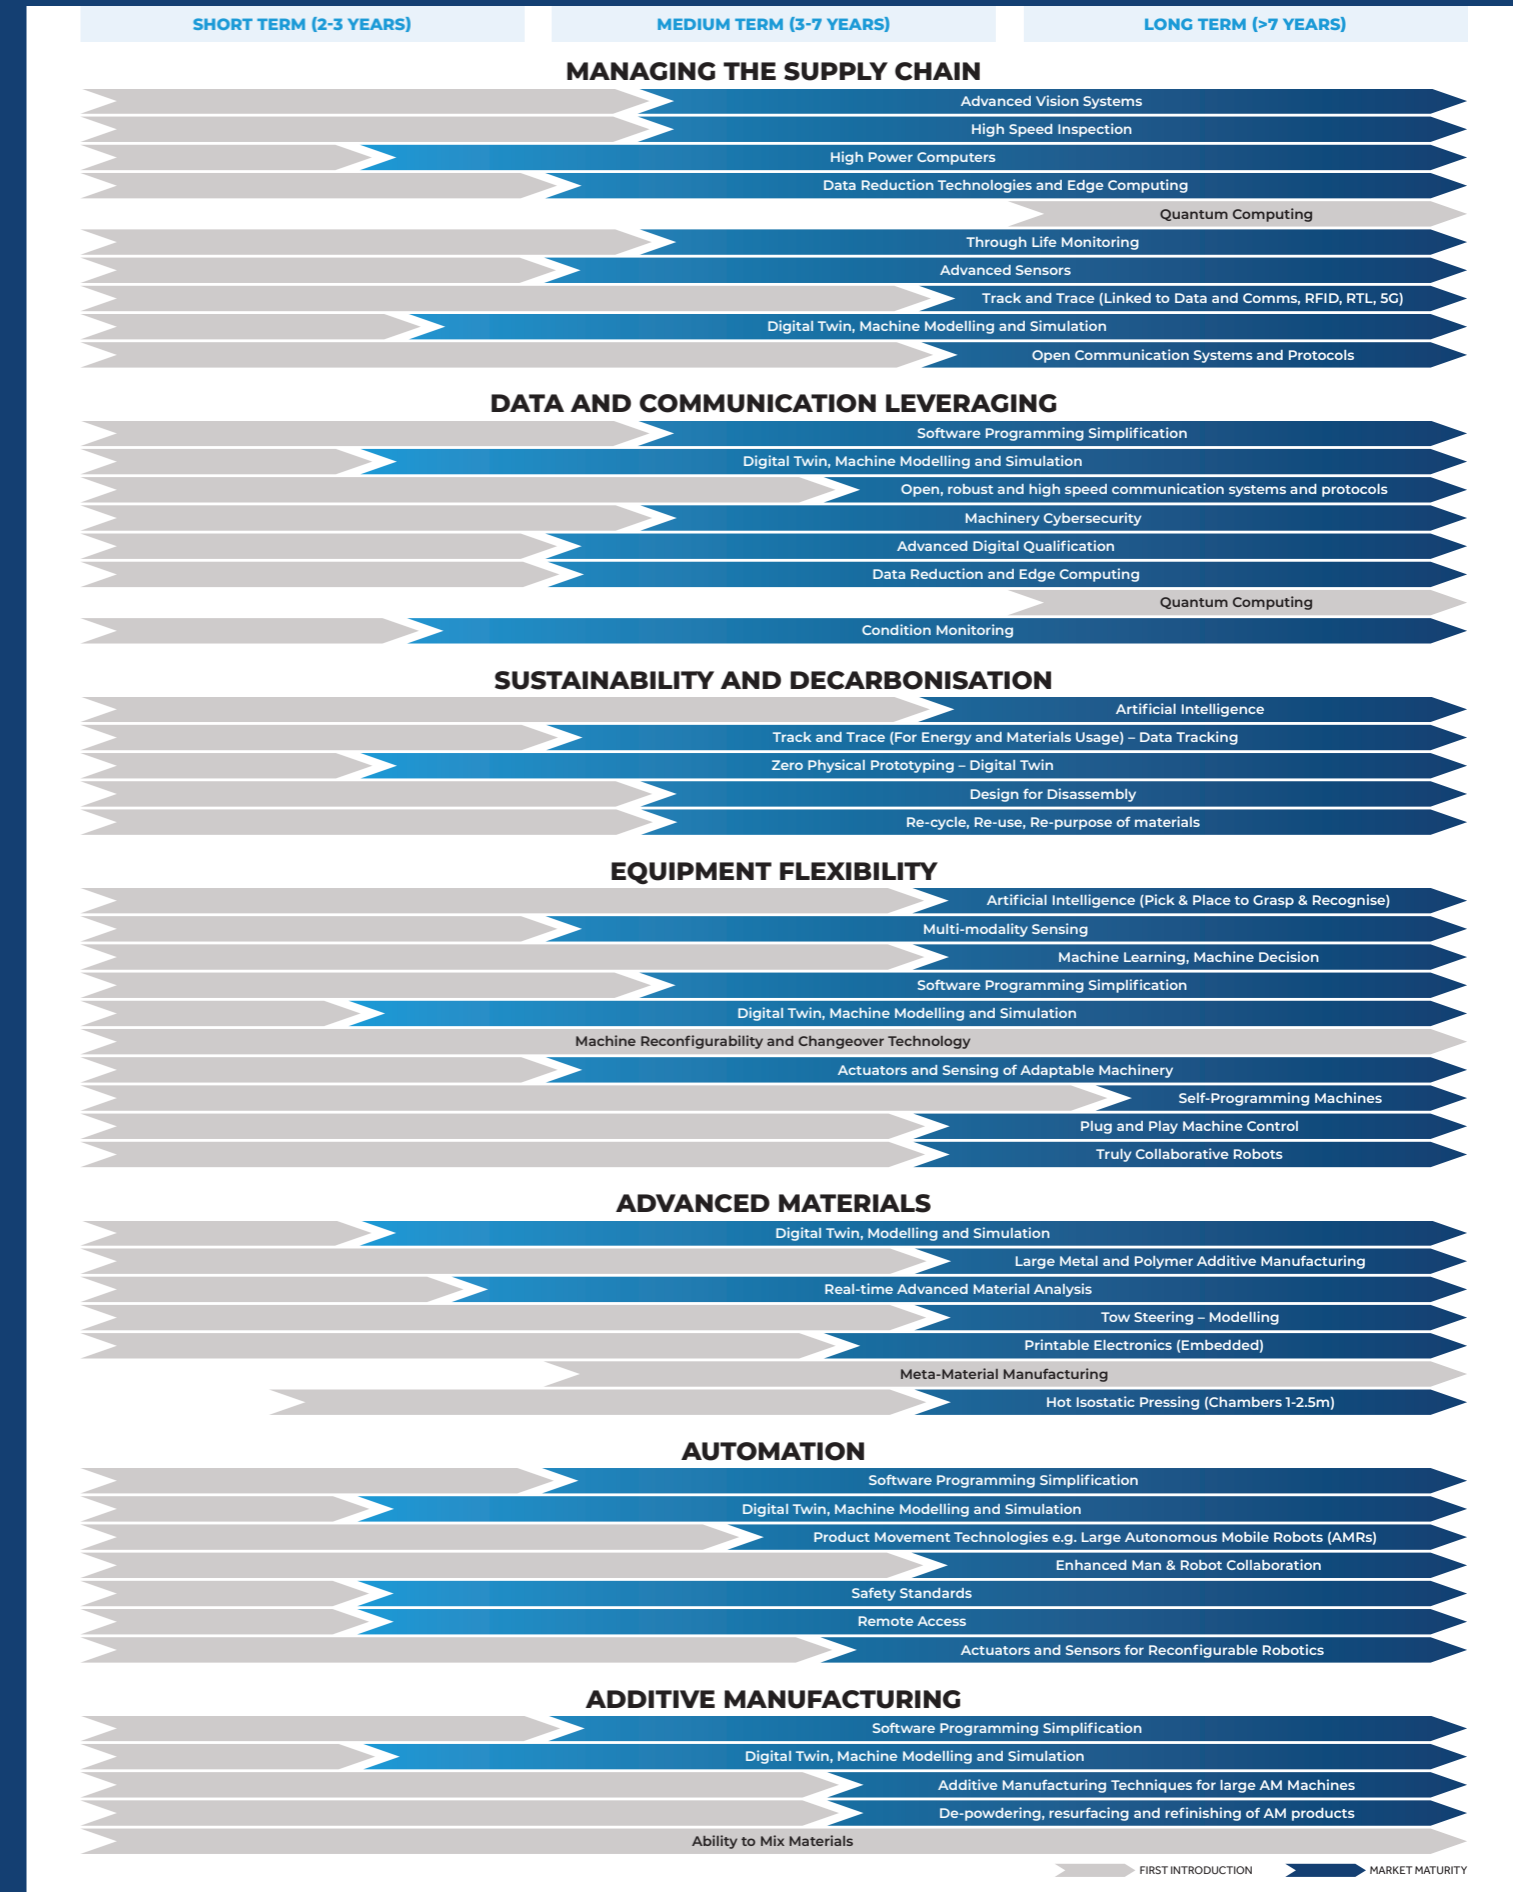 SHORT TERM (2-3 YEARS)
MEDIUM TERM (3-7 YEARS)
LONG TERM (>7 YEARS)
MANAGING THE SUPPLY CHAIN
Advanced Vision Systems
High Speed Inspection
High Power Computers
Data Reduction Technologies and Edge Computing
Quantum Computing
Through Life Monitoring
Advanced Sensors
Track and Trace (Linked to Data and Comms, RFID, RTL, 5G)
Digital Twin, Machine Modelling and Simulation
Open Communication Systems and Protocols
DATA AND COMMUNICATION LEVERAGING
Software Programming Simplification
Digital Twin, Machine Modelling and Simulation
Open, robust and high speed communication systems and protocols
Machinery Cybersecurity
Advanced Digital Qualification
Data Reduction and Edge Computing
Quantum Computing
Condition Monitoring
SUSTAINABILITY AND DECARBONISATION
Artificial Intelligence
Track and Trace (For Energy and Materials Usage) – Data Tracking
Zero Physical Prototyping – Digital Twin
Design for Disassembly
Re-cycle, Re-use, Re-purpose of materials
EQUIPMENT FLEXIBILITY
Artificial Intelligence (Pick & Place to Grasp & Recognise)
Multi-modality Sensing
Machine Learning, Machine Decision
Software Programming Simplification
Digital Twin, Machine Modelling and Simulation
Machine Reconfigurability and Changeover Technology
Actuators and Sensing of Adaptable Machinery
Self-Programming Machines
Plug and Play Machine Control
Truly Collaborative Robots
ADVANCED MATERIALS
Digital Twin, Modelling and Simulation
Large Metal and Polymer Additive Manufacturing
Real-time Advanced Material Analysis
Tow Steering – Modelling
Printable Electronics (Embedded)
Meta-Material Manufacturing
Hot Isostatic Pressing (Chambers 1-2.5m)
AUTOMATION
Software Programming Simplification
Digital Twin, Machine Modelling and Simulation
Product Movement Technologies e.g. Large Autonomous Mobile Robots (AMRs)
Enhanced Man & Robot Collaboration
Safety Standards
Remote Access
Actuators and Sensors for Reconfigurable Robotics
ADDITIVE MANUFACTURING
Software Programming Simplification
Digital Twin, Machine Modelling and Simulation
Additive Manufacturing Techniques for large AM Machines
De-powdering, resurfacing and refinishing of AM products
Ability to Mix Materials
FIRST INTRODUCTION
MARKET MATURITY